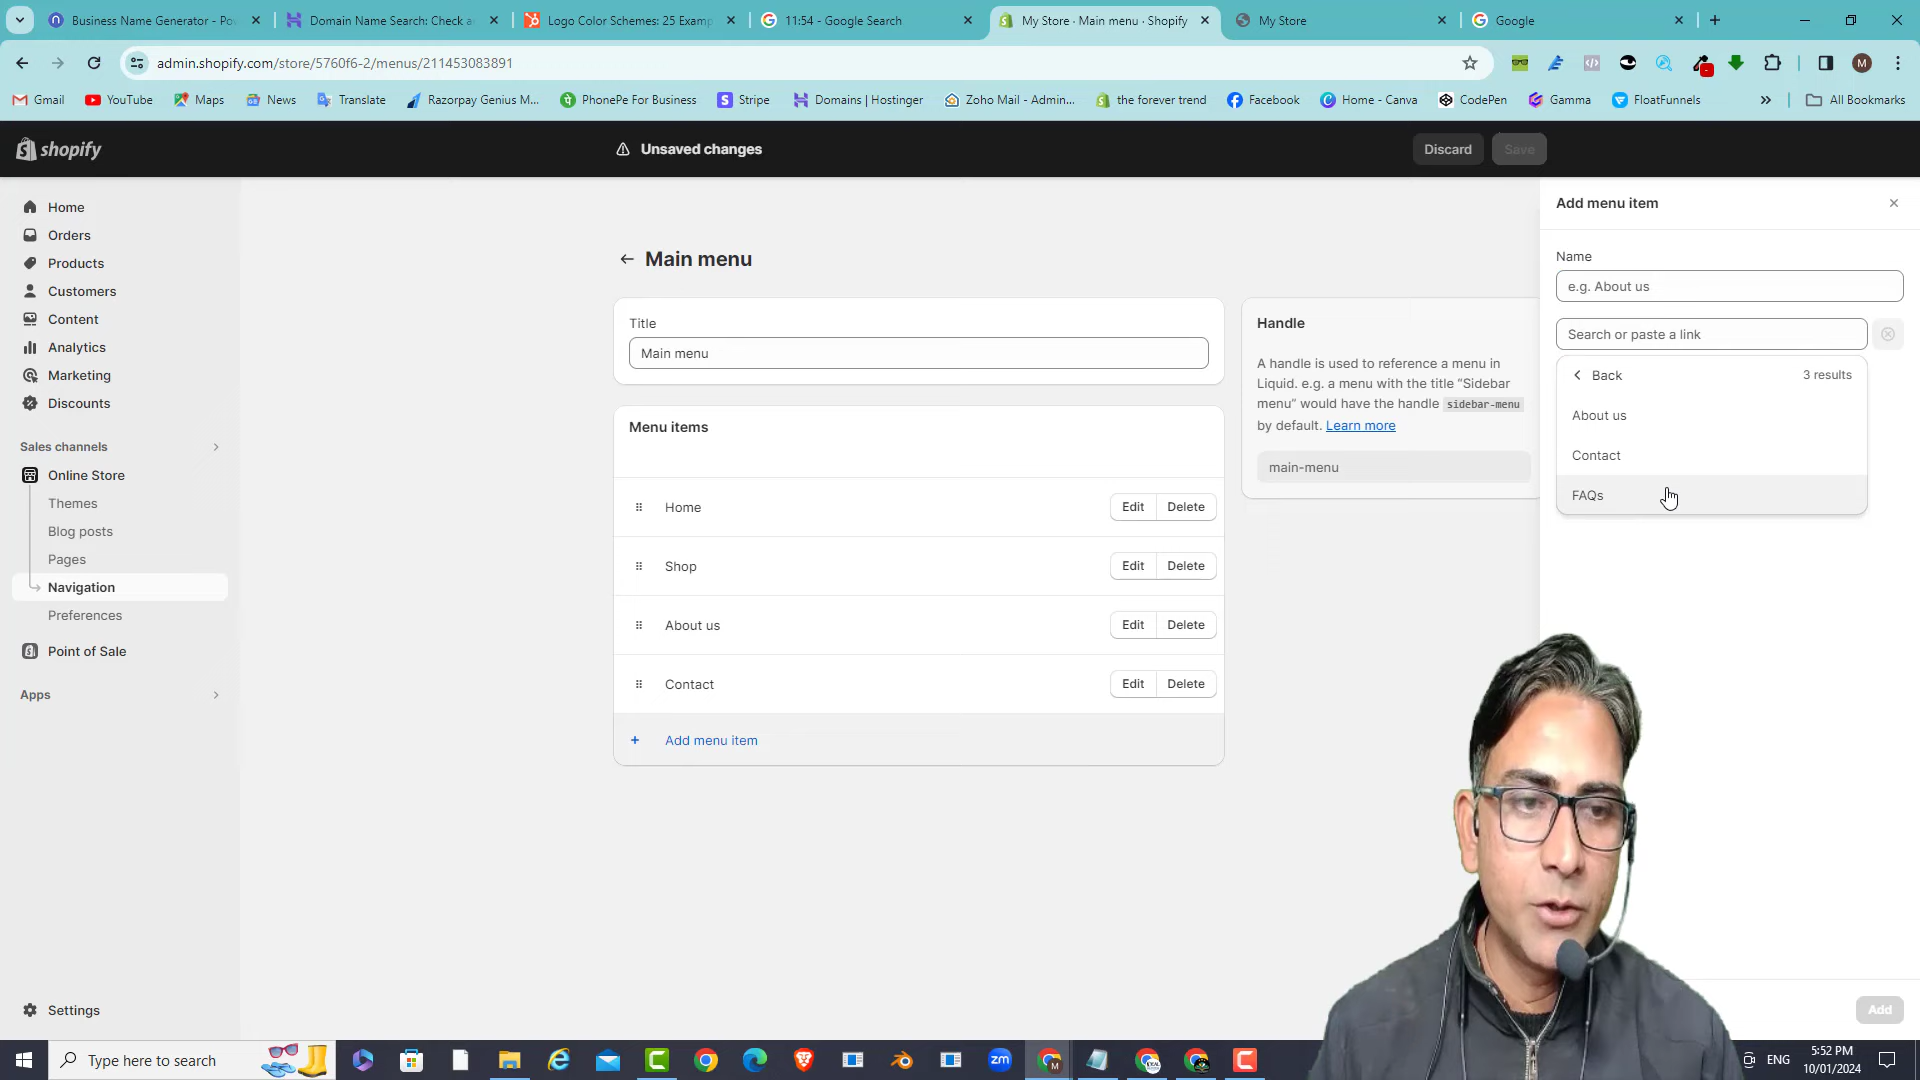 Business Name Generator - Po
Domain Name Search: Check a
Logo Color Schemes: 25 Examp
11:54 - Google Search
My Store · Main menu · Shopify
My Store
Google
admin.shopify.com/store/5760f6-2/menus/211453083891
M
Gmail
YouTube
Maps
News
Translate
Razorpay Genius M...
PhonePe For Business
Stripe
Domains | Hostinger
Zoho Mail - Admin...
the forever trend
Facebook
Home - Canva
CodePen
Gamma
FloatFunnels
All Bookmarks
shopify
Unsaved changes
Discard
Save
Home
Orders
Products
Customers
Content
Analytics
Marketing
Discounts
Sales channels
Online Store
Themes
Blog posts
Pages
Navigation
Preferences
Point of Sale
Apps
Settings
Main menu
Title
Main menu
Menu items
Home
Edit
Delete
Shop
Edit
Delete
About us
Edit
Delete
Contact
Edit
Delete
+ Add menu item
Handle
A handle is used to reference a menu in
Liquid. e.g. a menu with the title “Sidebar
menu” would have the handle sidebar-menu
by default. Learn more
main-menu
Add menu item
Name
e.g. About us
Search or paste a link
Back
3 results
About us
Contact
FAQs
Add
Type here to search
zm
M
ENG
5:52 PM
10/01/2024